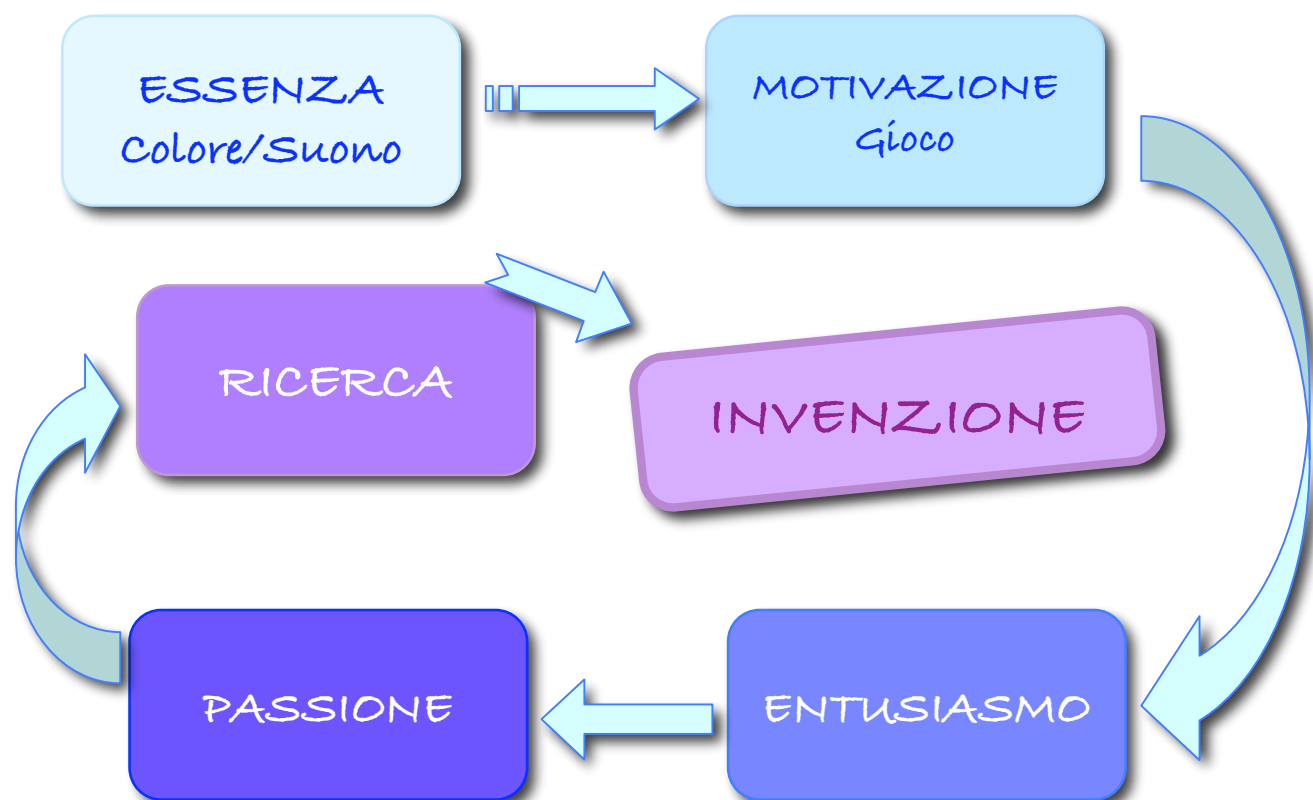 ESSENZA
Colore/Suono
MOTIVAZIONE
Gioco
RICERCA
INVENZIONE
PASSIONE
ENTUSIASMO